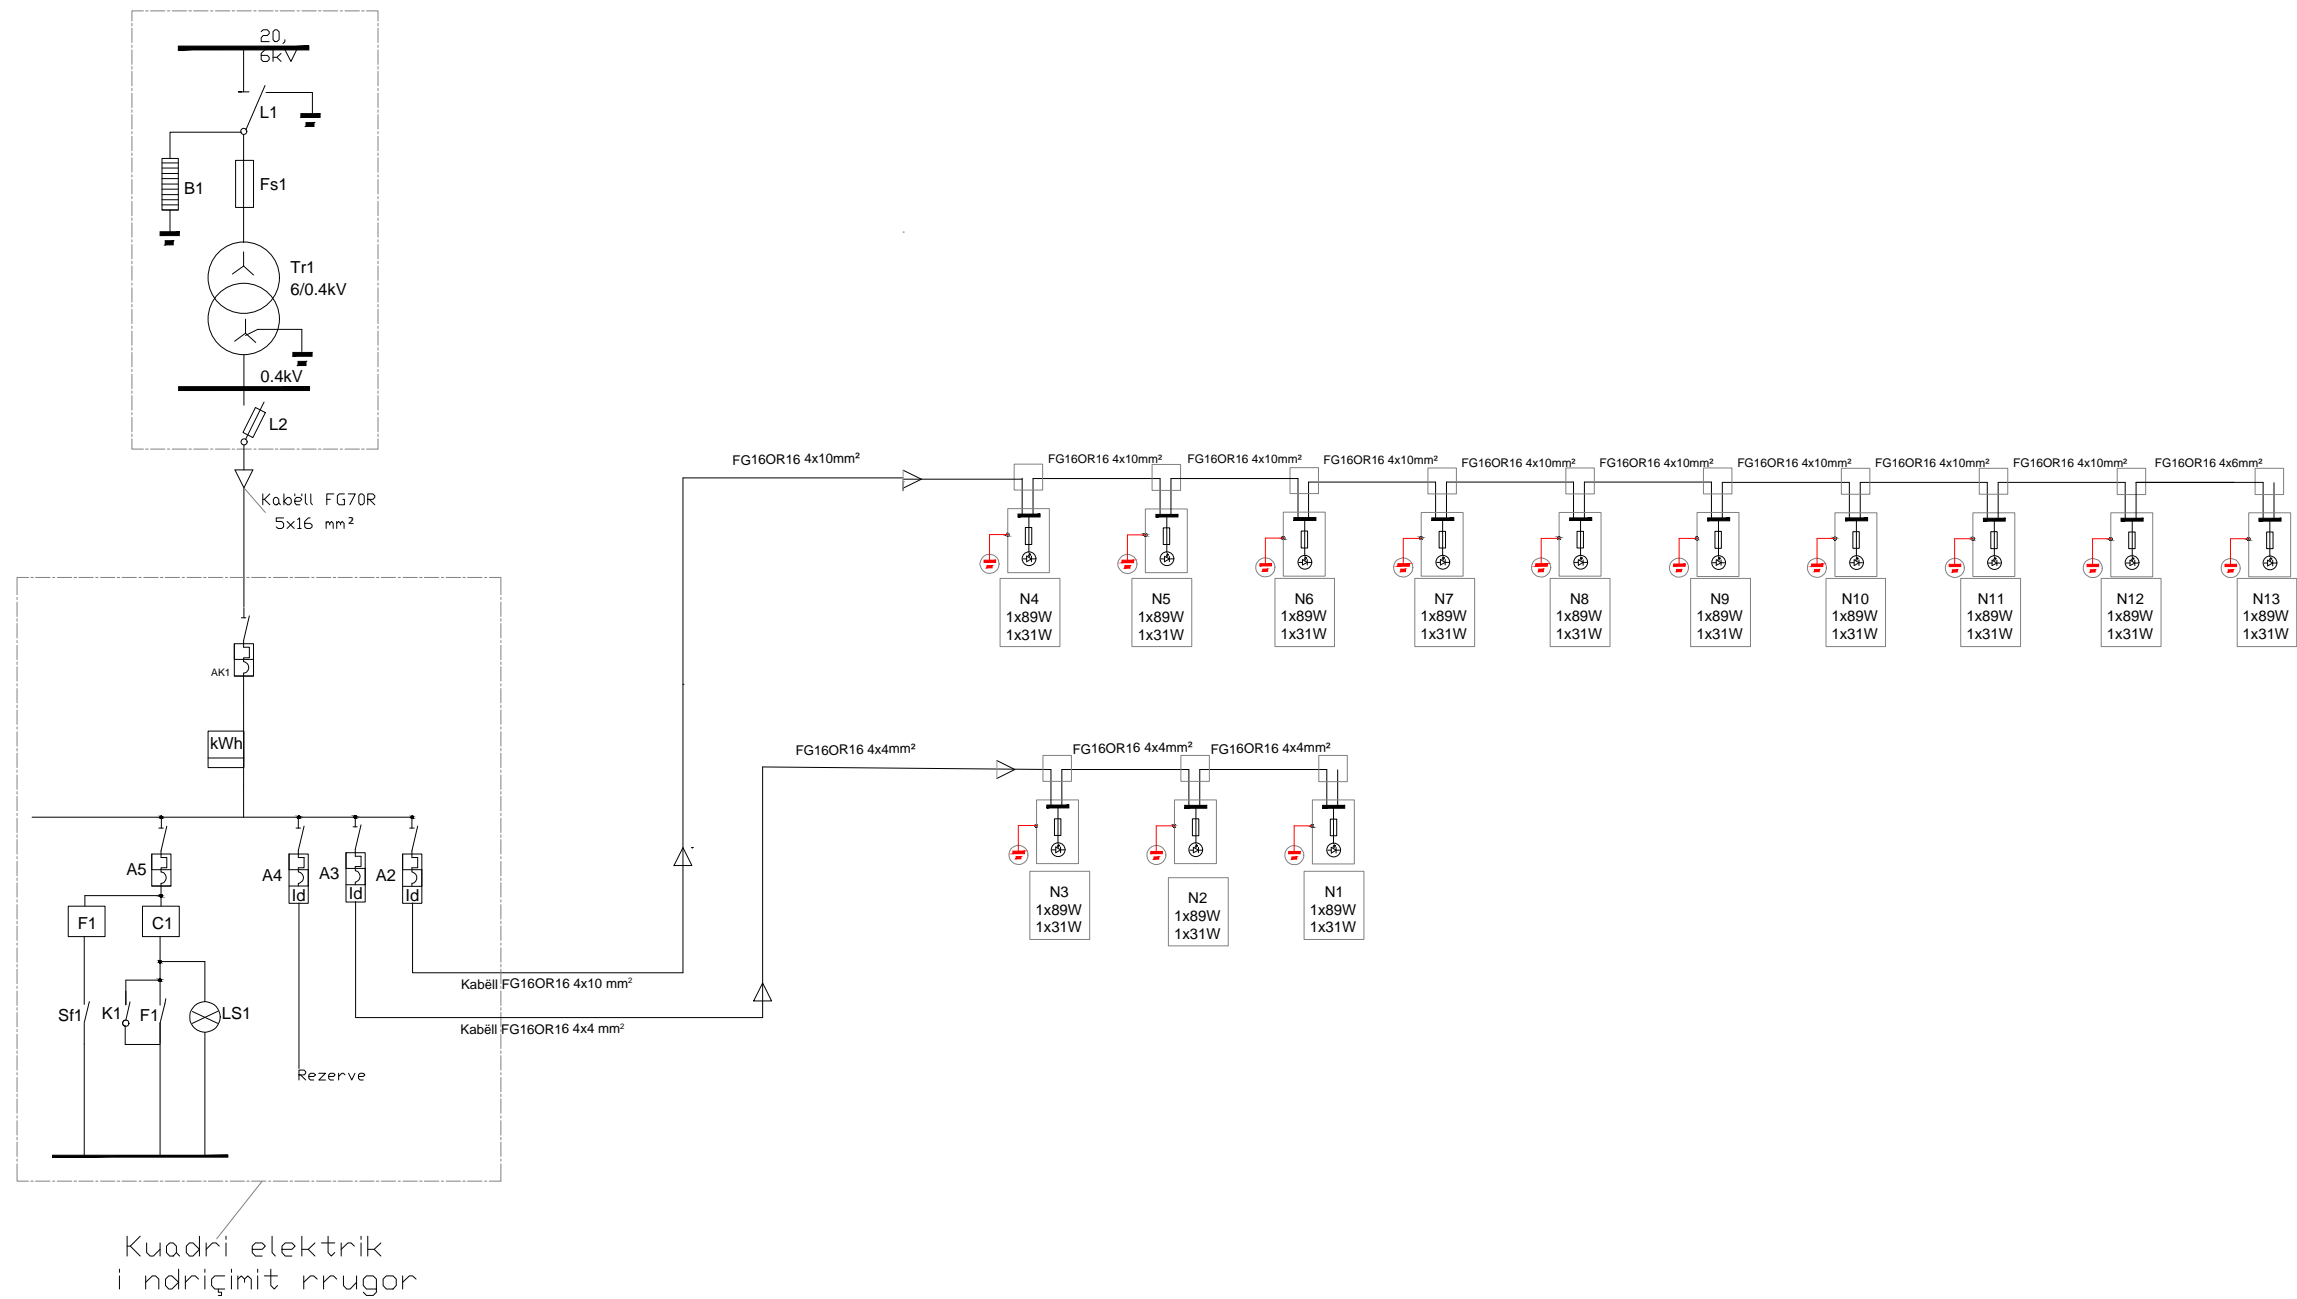 20,
6kV
L1
B1
Fs1
Tr1
6/0.4kV
0.4kV
L2
Kabëll FG70R
5x16 mm²
AK1
kWh
A5
A4
A3
A2
Id
Id
Id
F1
C1
Sf1
K1
F1
LS1
Rezerve
Kabëll FG16OR16 4x10 mm²
Kabëll FG16OR16 4x4 mm²
Kuadri elektrik
i ndriçimit rrugor
FG16OR16 4x10mm²
FG16OR16 4x10mm²
FG16OR16 4x10mm²
FG16OR16 4x10mm²
FG16OR16 4x10mm²
FG16OR16 4x10mm²
FG16OR16 4x10mm²
FG16OR16 4x10mm²
FG16OR16 4x10mm²
FG16OR16 4x6mm²
N4
1x89W
1x31W
N5
1x89W
1x31W
N6
1x89W
1x31W
N7
1x89W
1x31W
N8
1x89W
1x31W
N9
1x89W
1x31W
N10
1x89W
1x31W
N11
1x89W
1x31W
N12
1x89W
1x31W
N13
1x89W
1x31W
FG16OR16 4x4mm²
FG16OR16 4x4mm²
FG16OR16 4x4mm²
N3
1x89W
1x31W
N2
1x89W
1x31W
N1
1x89W
1x31W